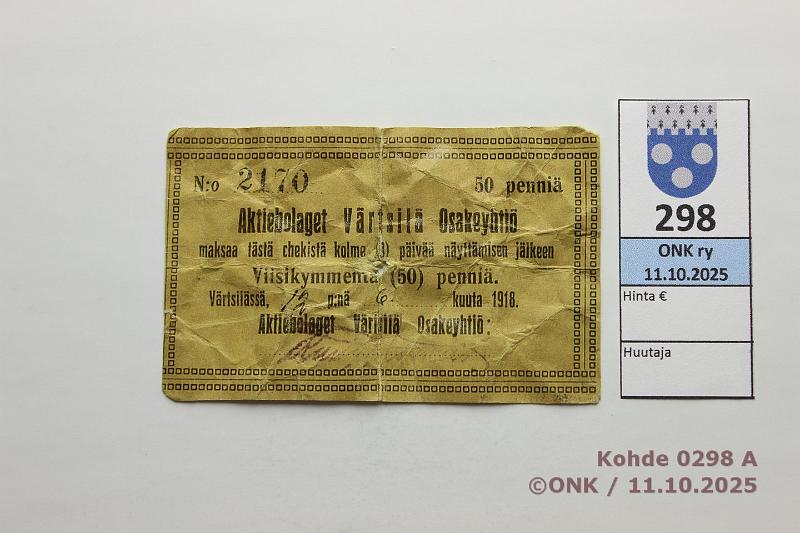 N:o 2170 50 penniä
Aktiebolaget Värtsilä Osakeyhtiö
maksaa tästä chekistä kolme (3) päivää näyttämisen jälkeen
Viisikymmentä (50) penniä.
Värtsilässä, 12 p:nä 6 kuuta 1918.
Aktiebolaget Värtsilä Osakeyhtiö:
298
ONK ry
11.10.2025
Hinta €
Huutaja
Kohde 0298 A
©ONK / 11.10.2025